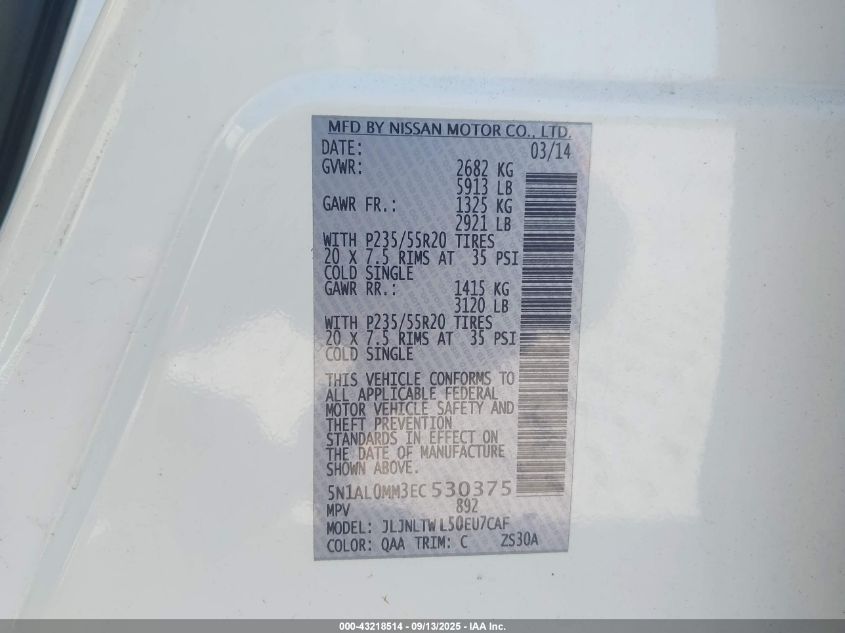 MFD BY NISSAN MOTOR CO., LTD.
DATE: 03/14
GVWR: 2682 KG
5913 LB
GAWR FR.: 1325 KG
2921 LB
WITH P235/55R20 TIRES
20 X 7.5 RIMS AT 35 PSI
COLD SINGLE
GAWR RR.: 1415 KG
3120 LB
WITH P235/55R20 TIRES
20 X 7.5 RIMS AT 35 PSI
COLD SINGLE
THIS VEHICLE CONFORMS TO
ALL APPLICABLE FEDERAL
MOTOR VEHICLE SAFETY AND
THEFT PREVENTION
STANDARDS IN EFFECT ON
THE DATE OF MANUFACTURE
SHOWN ABOVE.
5N1AL0MM3EC530375
MPV 892
MODEL: JLJNLTWL50EU7CAF
COLOR: QAA TRIM: C ZS30A
000-43218514 - 09/13/2025 - IAA Inc.